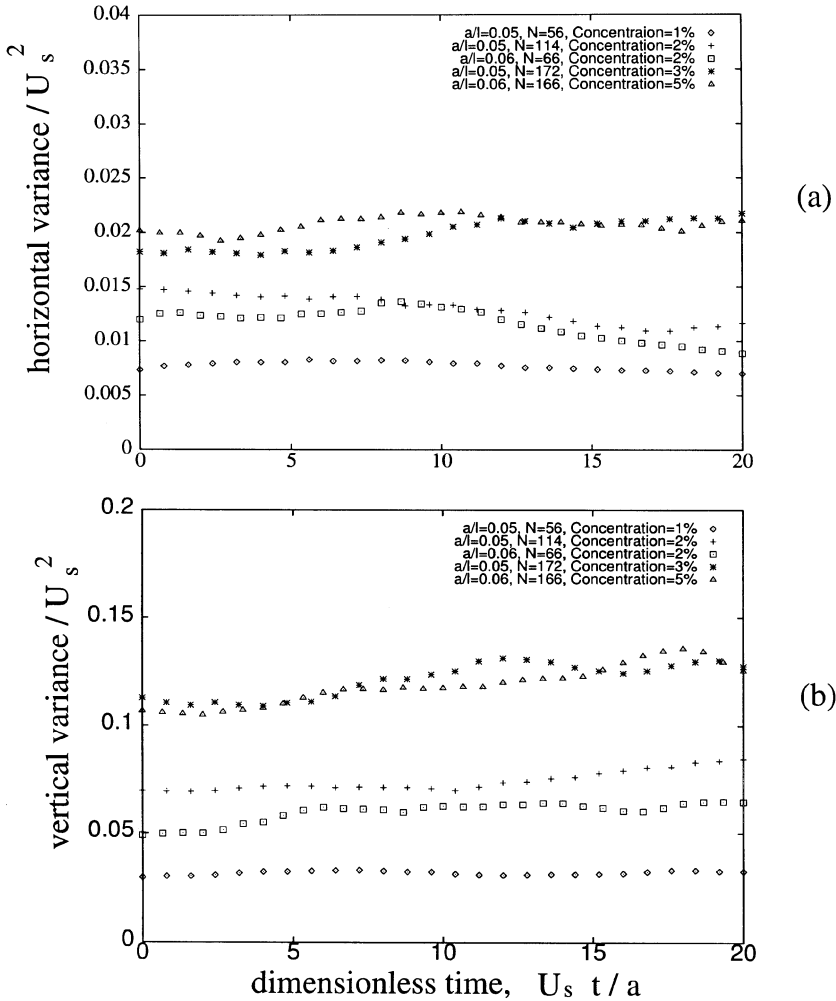 0.04
0.035
0.03
0.025
0.02
0.015
0.01
0.005
0
horizontal variance / U_s^2
a/l=0.05, N=56, Concentraion=1%
a/l=0.05, N=114, Concentration=2%
a/l=0.06, N=66, Concentration=2%
a/l=0.05, N=172, Concentration=3%
a/l=0.06, N=166, Concentration=5%
(a)
0 5 10 15 20
0.2
0.15
0.1
0.05
0
vertical variance / U_s^2
a/l=0.05, N=56, Concentration=1%
a/l=0.05, N=114, Concentration=2%
a/l=0.06, N=66, Concentration=2%
a/l=0.05, N=172, Concentration=3%
a/l=0.06, N=166, Concentration=5%
(b)
0 5 10 15 20
dimensionless time, U_s t / a